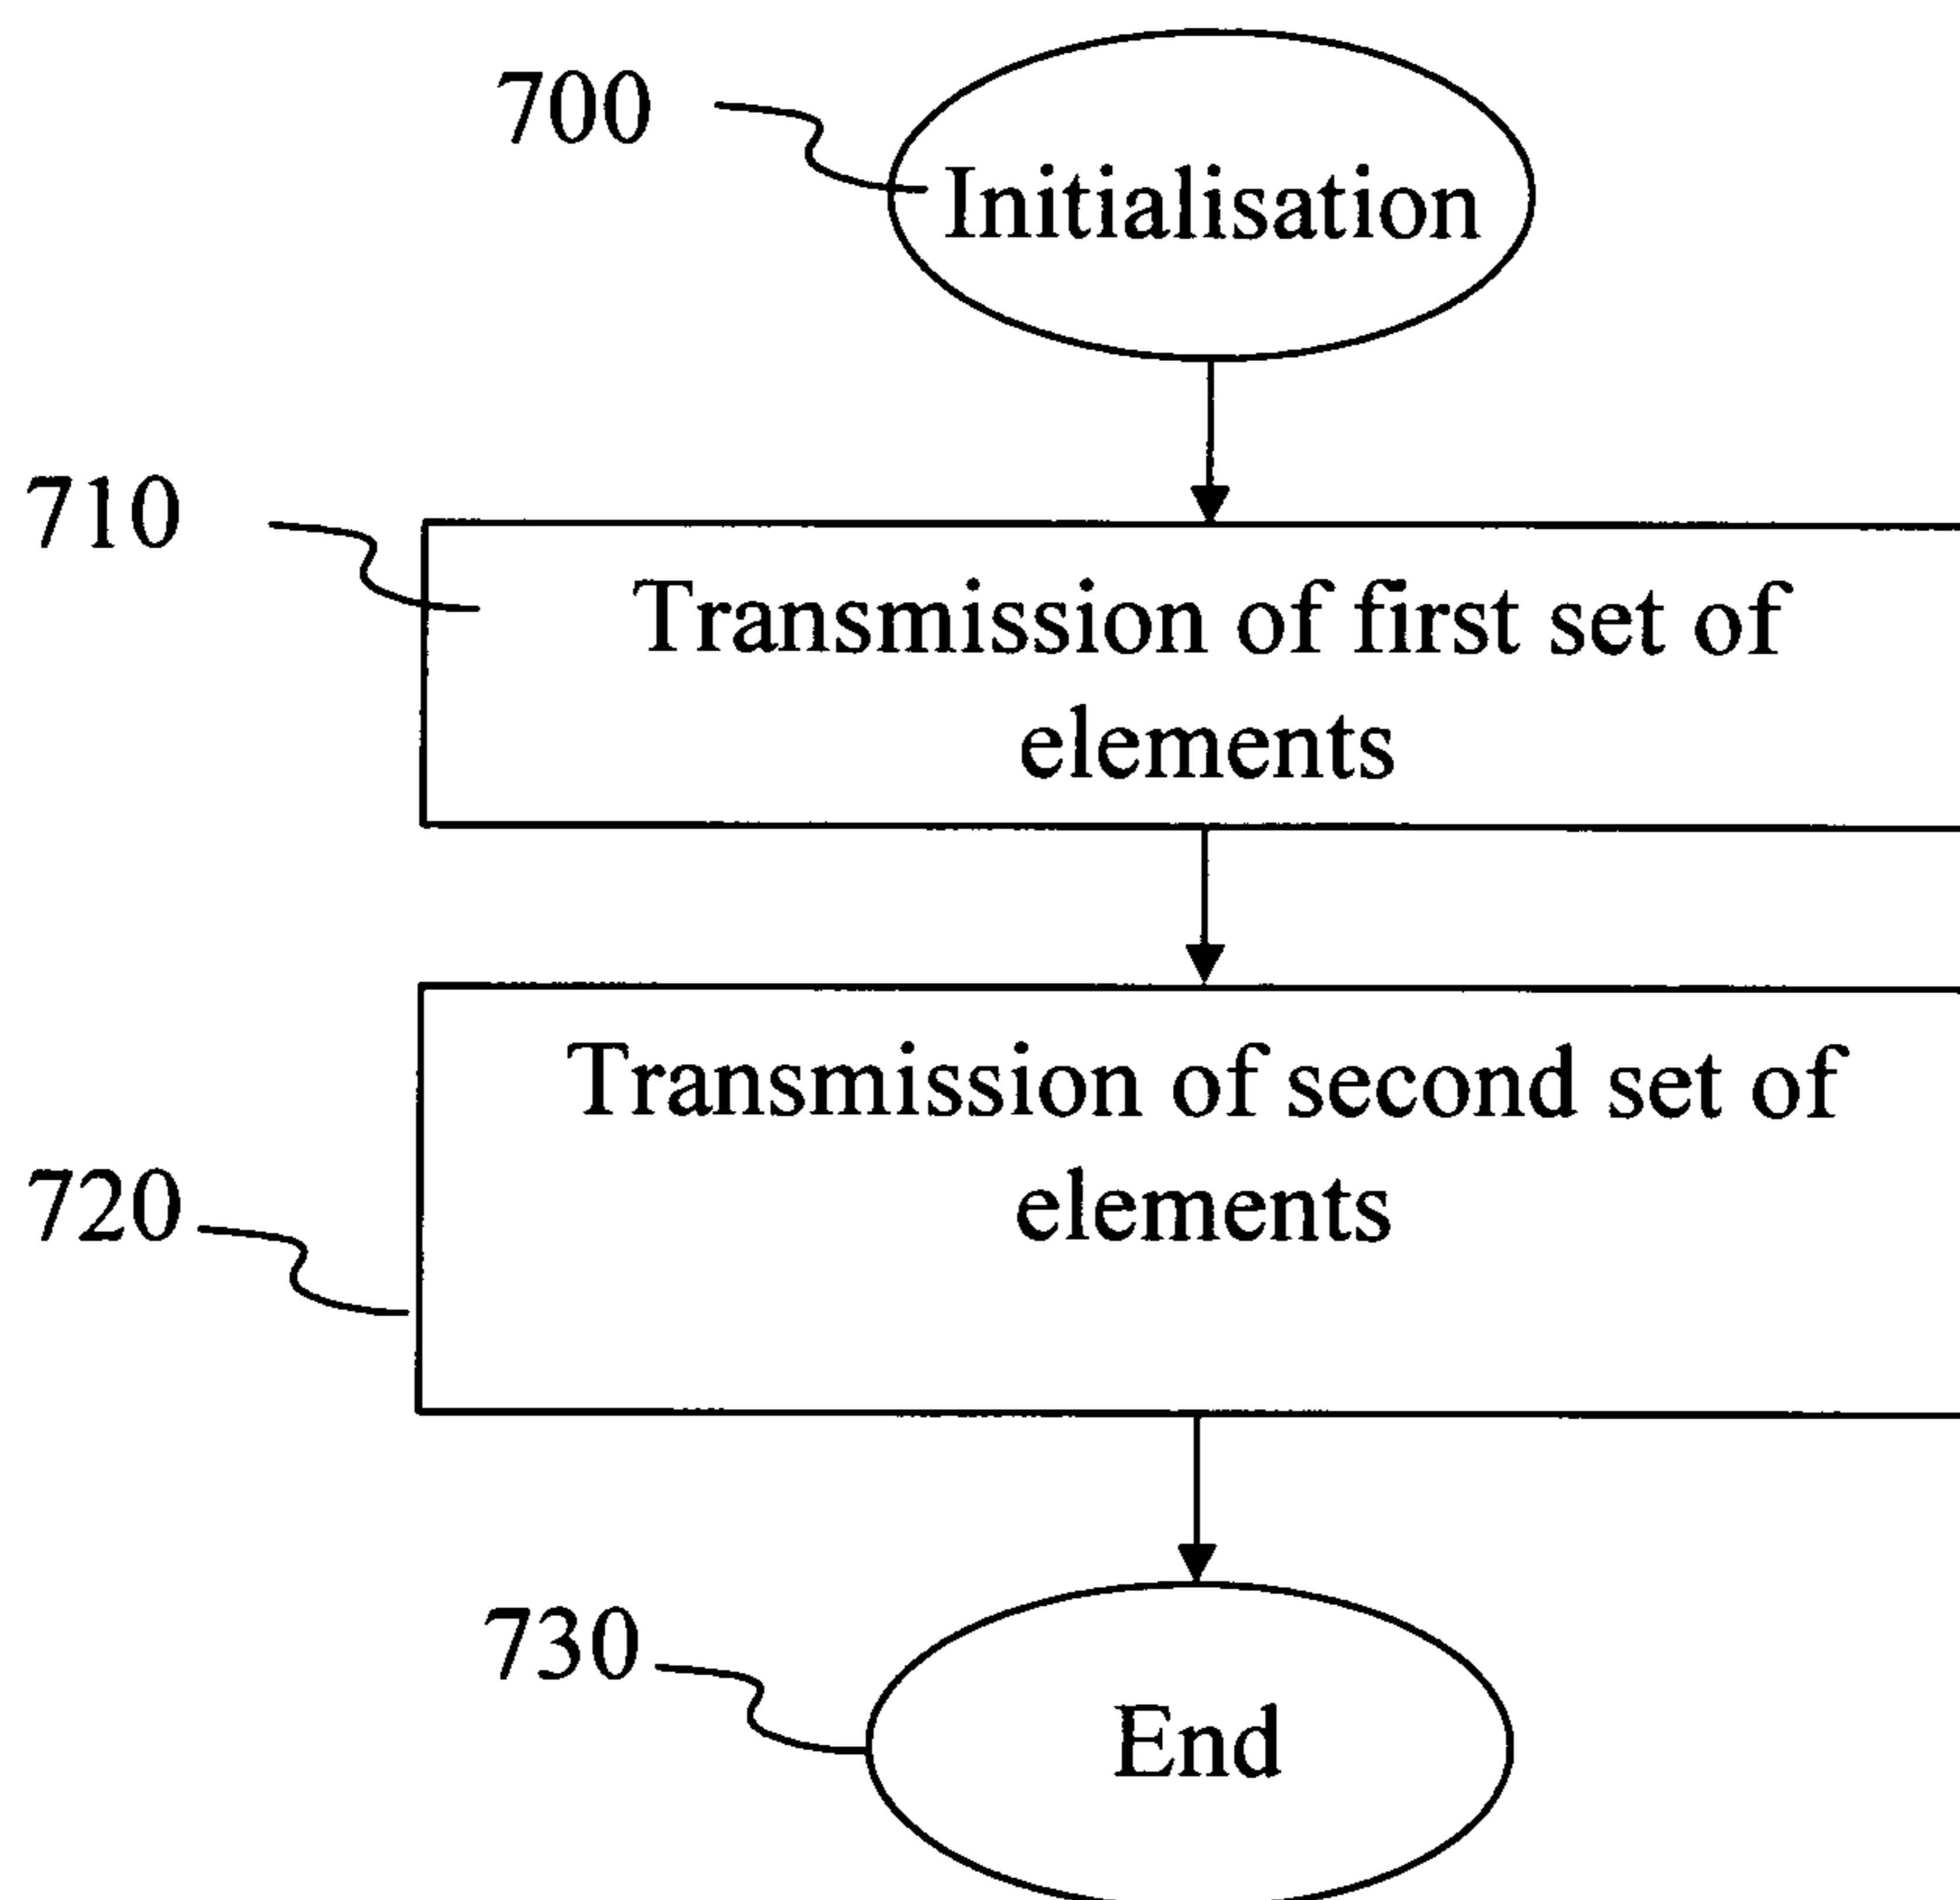 700
Initialisation
710
Transmission of first set of
elements
Transmission of second set of
elements
720
730
End